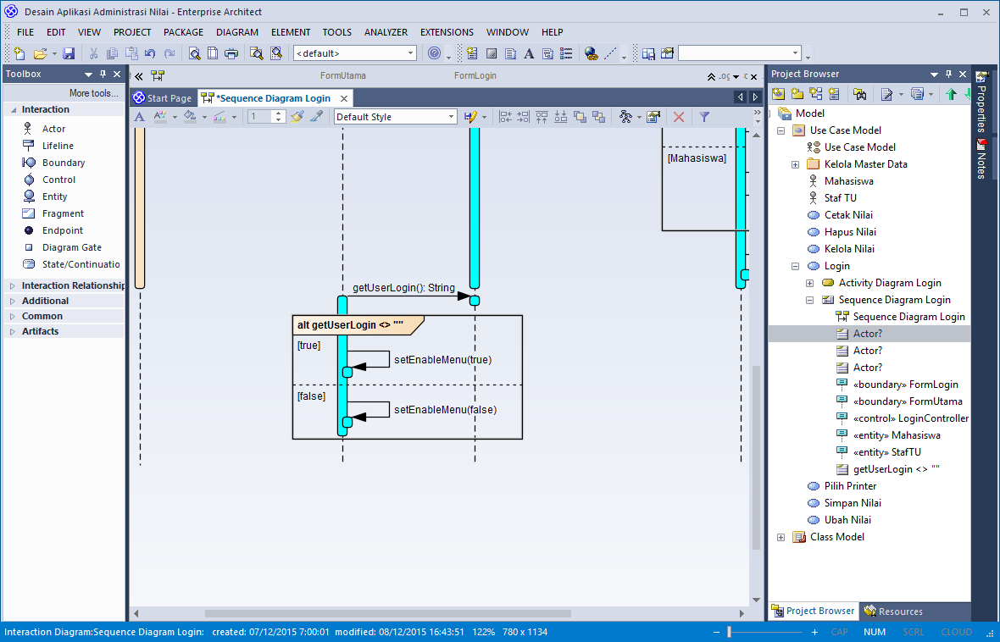 Desain Aplikasi Administrasi Nilai - Enterprise Architect
FILE EDIT VIEW PROJECT PACKAGE DIAGRAM ELEMENT TOOLS ANALYZER EXTENSIONS WINDOW HELP
<default>
Toolbox
More tools...
Interaction
Actor
Lifeline
Boundary
Control
Entity
Fragment
Endpoint
Diagram Gate
State/Continuatio
Interaction Relationship
Additional
Common
Artifacts
FormUtama FormLogin
Start Page *Sequence Diagram Login
1 Default Style
[Mahasiswa]
getUserLogin(): String
alt getUserLogin <> ""
[true]
setEnableMenu(true)
[false]
setEnableMenu(false)
Project Browser
Model
Use Case Model
Use Case Model
Kelola Master Data
Mahasiswa
Staf TU
Cetak Nilai
Hapus Nilai
Kelola Nilai
Login
Activity Diagram Login
Sequence Diagram Login
Sequence Diagram Login
Actor?
Actor?
Actor?
«boundary» FormLogin
«boundary» FormUtama
«control» LoginController
«entity» Mahasiswa
«entity» StafTU
getUserLogin <> ""
Pilih Printer
Simpan Nilai
Ubah Nilai
Class Model
Project Browser Resources
Properties
Notes
Interaction Diagram:Sequence Diagram Login: created: 07/12/2015 7:00:01 modified: 08/12/2015 16:43:51 122% 780 x 1134
CAP NUM SCRL CLOUD